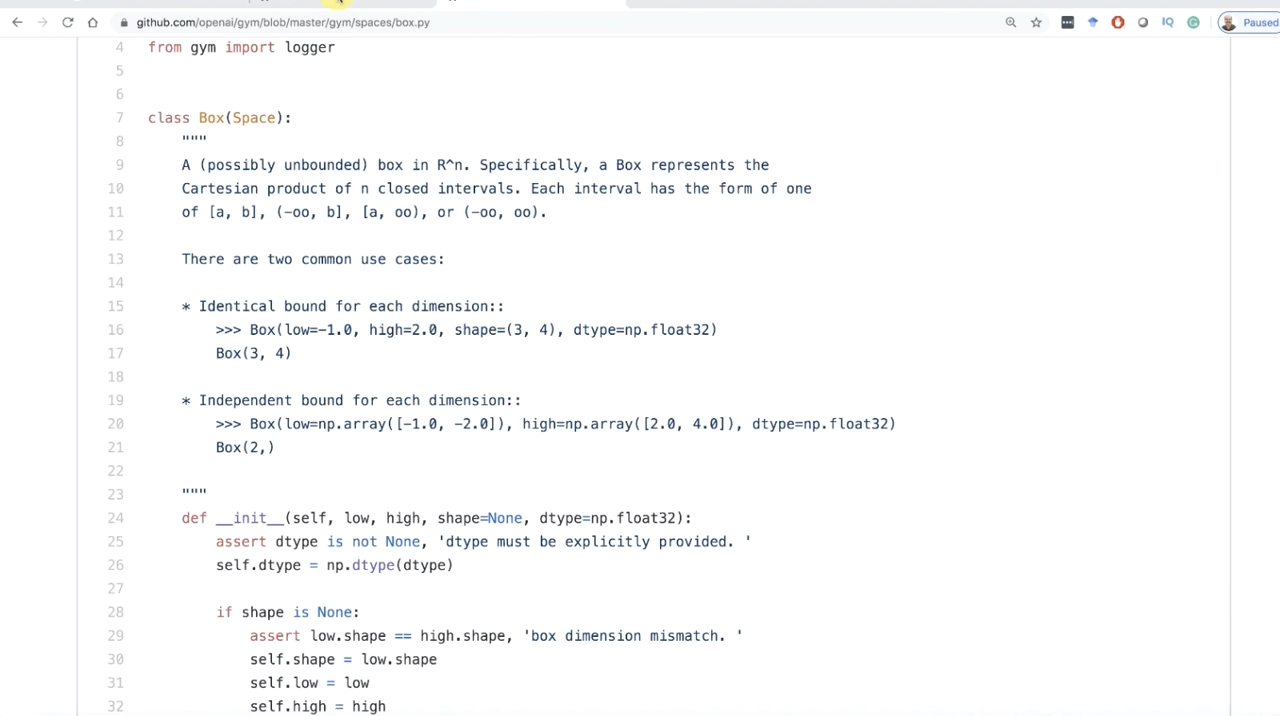 github.com/openai/gym/blob/master/gym/spaces/box.py
IQ
Paused
4 from gym import logger
5
6
7 class Box(Space):
8 """
9 A (possibly unbounded) box in R^n. Specifically, a Box represents the
10 Cartesian product of n closed intervals. Each interval has the form of one
11 of [a, b], (-oo, b], [a, oo), or (-oo, oo).
12
13 There are two common use cases:
14
15 * Identical bound for each dimension::
16 >>> Box(low=-1.0, high=2.0, shape=(3, 4), dtype=np.float32)
17 Box(3, 4)
18
19 * Independent bound for each dimension::
20 >>> Box(low=np.array([-1.0, -2.0]), high=np.array([2.0, 4.0]), dtype=np.float32)
21 Box(2,)
22
23 """
24 def __init__(self, low, high, shape=None, dtype=np.float32):
25 assert dtype is not None, 'dtype must be explicitly provided. '
26 self.dtype = np.dtype(dtype)
27
28 if shape is None:
29 assert low.shape == high.shape, 'box dimension mismatch. '
30 self.shape = low.shape
31 self.low = low
32 self.high = high